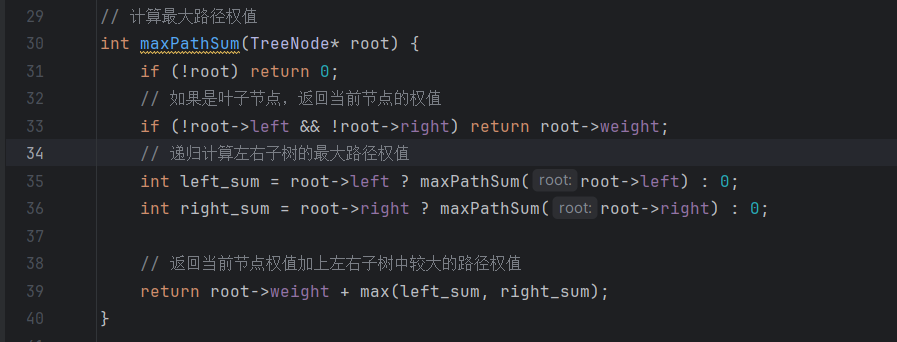 29 // 计算最大路径权值
30 int maxPathSum(TreeNode* root) {
31 if (!root) return 0;
32 // 如果是叶子节点，返回当前节点的权值
33 if (!root->left && !root->right) return root->weight;
34 // 递归计算左右子树的最大路径权值
35 int left_sum = root->left ? maxPathSum( root: root->left) : 0;
36 int right_sum = root->right ? maxPathSum( root: root->right) : 0;
37
38 // 返回当前节点权值加上左右子树中较大的路径权值
39 return root->weight + max(left_sum, right_sum);
40 }